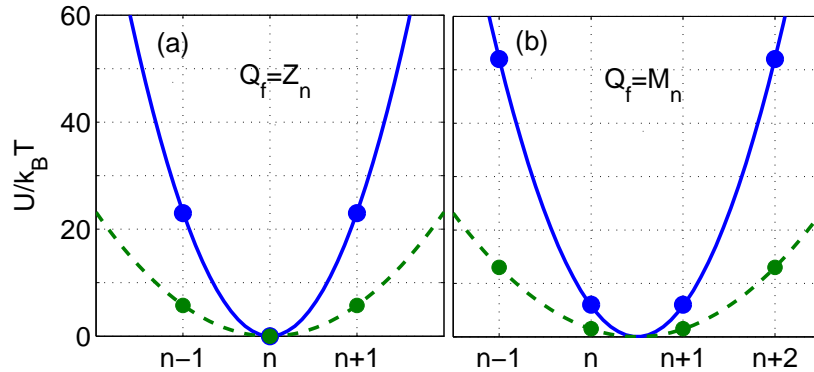 60
40
20
0
U/k_B T
(a)
Q_f=Z_n
n−1
n
n+1
(b)
Q_f=M_n
n−1
n
n+1
n+2